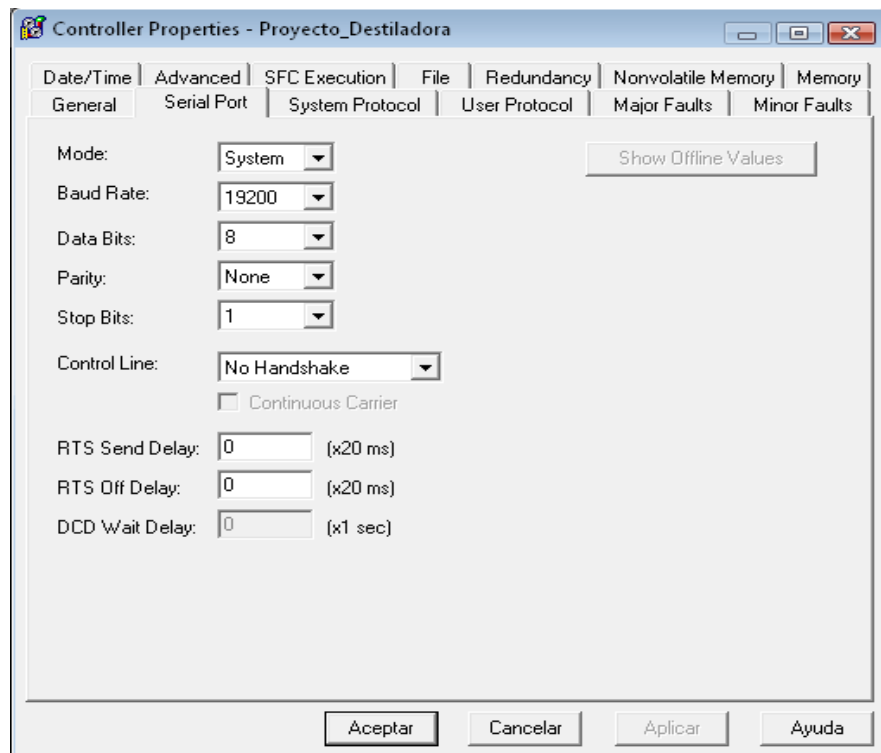 Controller Properties - Proyecto_Destiladora
Date/Time Advanced SFC Execution File Redundancy Nonvolatile Memory Memory
General Serial Port System Protocol User Protocol Major Faults Minor Faults
Mode: System Show Offline Values
Baud Rate: 19200
Data Bits: 8
Parity: None
Stop Bits: 1
Control Line: No Handshake
Continuous Carrier
RTS Send Delay: 0 (x20 ms)
RTS Off Delay: 0 (x20 ms)
DCD Wait Delay: 0 (x1 sec)
Aceptar Cancelar Aplicar Ayuda